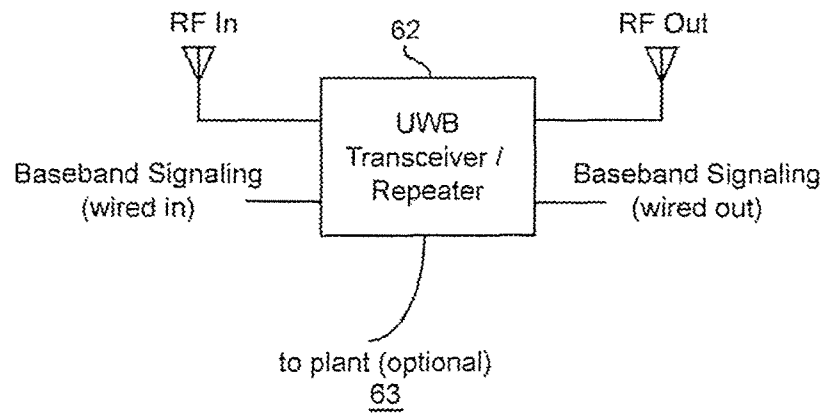 RF In
62
RF Out
UWB
Transceiver /
Repeater
Baseband Signaling
(wired in)
Baseband Signaling
(wired out)
to plant (optional)
63